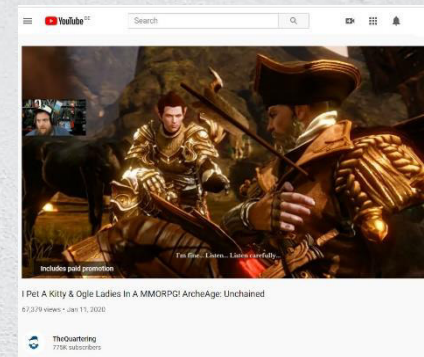 YouTube
Search
I'm fine... Listen... Listen carefully...
Includes paid promotion
I Pet A Kitty & Ogle Ladies In A MMORPG! ArcheAge: Unchained
67,379 views • Jan 11, 2020
TheQuartering
775K subscribers